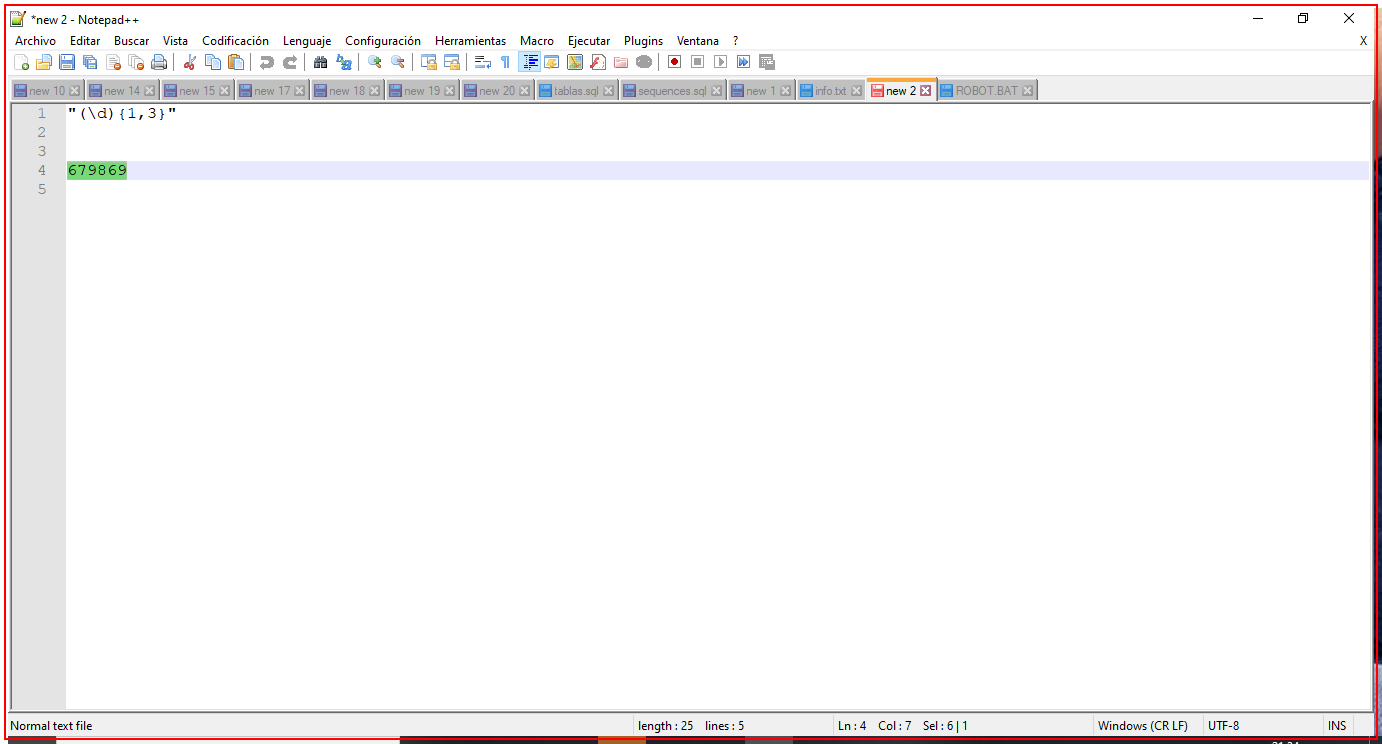 *new 2 - Notepad++
Archivo Editar Buscar Vista Codificación Lenguaje Configuración Herramientas Macro Ejecutar Plugins Ventana ? X
new 10 new 14 new 15 new 17 new 18 new 19 new 20 tablas.sql sequences.sql new 1 info.txt new 2 ROBOT.BAT
1 "(\d){1,3}"
2
3
4 679869
5
Normal text file length : 25 lines : 5 Ln : 4 Col : 7 Sel : 6 | 1 Windows (CR LF) UTF-8 INS